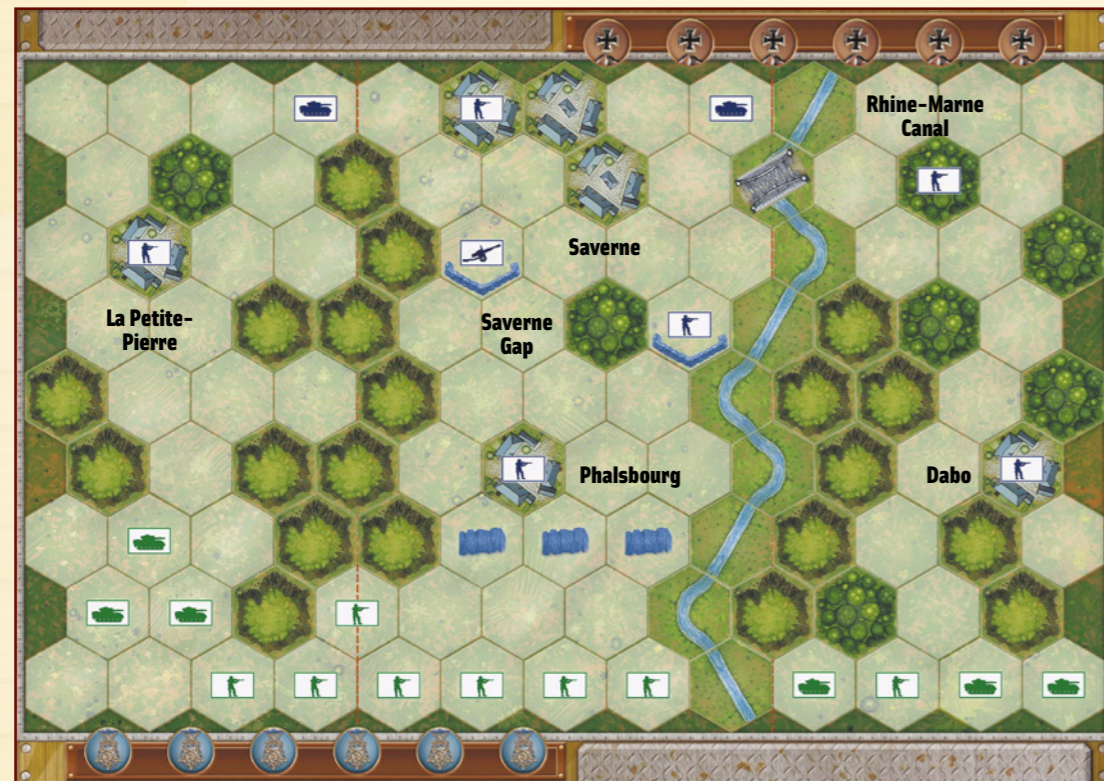 Rhine-Marne
Canal
Saverne
La Petite-
Pierre
Saverne
Gap
Phalsbourg
Dabo